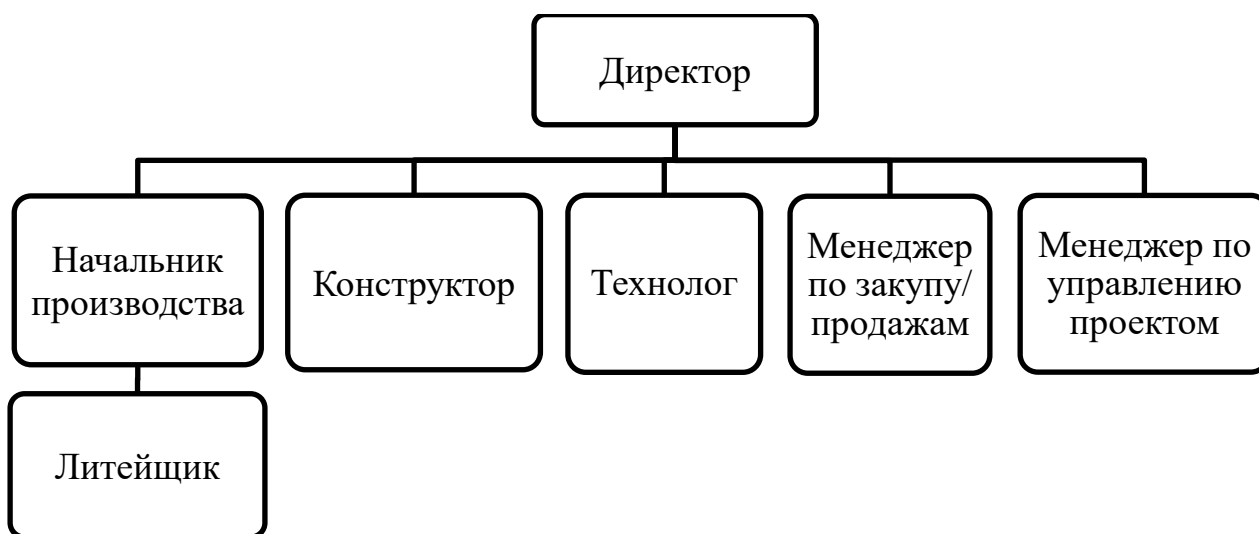 Директор
Начальник
производства
Конструктор
Технолог
Менеджер
по закупу/
продажам
Менеджер по
управлению
проектом
Литейщик